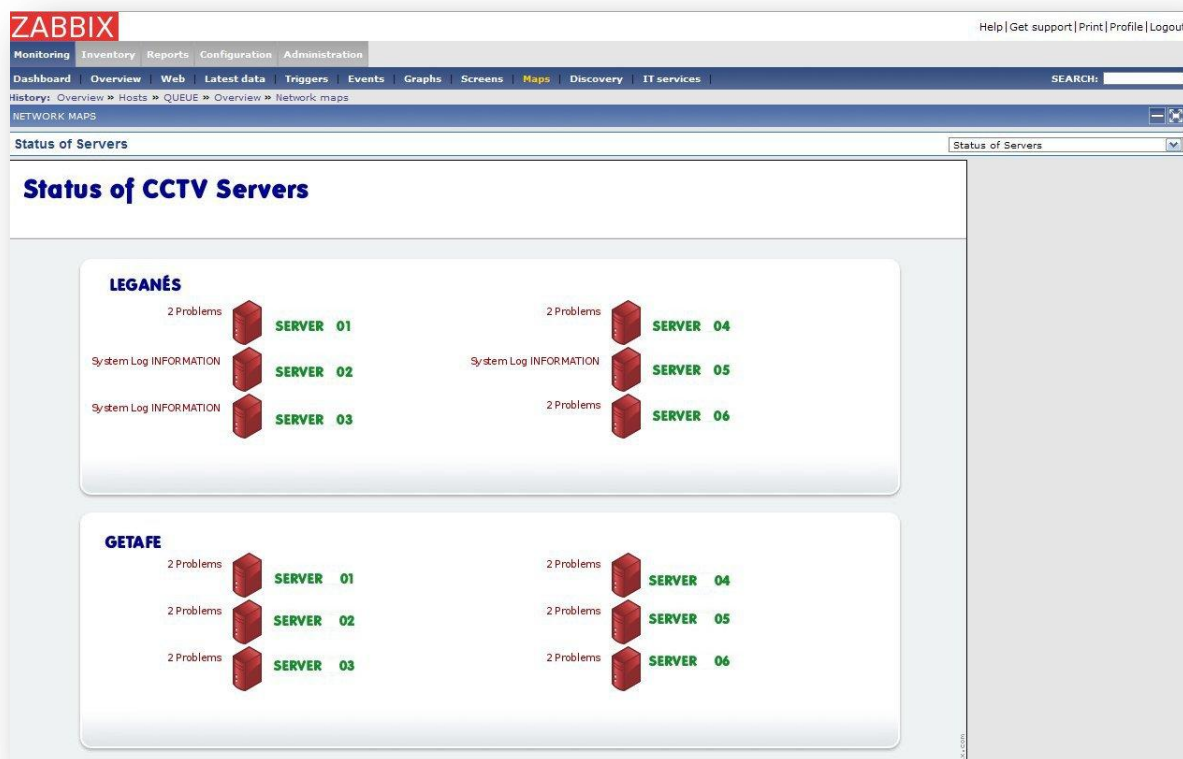 ZABBIX
Help|Get support|Print|Profile|Logout
Monitoring Inventory Reports Configuration Administration
Dashboard | Overview | Web | Latest data | Triggers | Events | Graphs | Screens | Maps | Discovery | IT services |
SEARCH:
History: Overview » Hosts » QUEUE » Overview » Network maps
NETWORK MAPS
Status of Servers
Status of Servers
Status of CCTV Servers
LEGANÉS
2 Problems SERVER 01
2 Problems SERVER 04
System Log INFORMATION SERVER 02
System Log INFORMATION SERVER 05
System Log INFORMATION SERVER 03
2 Problems SERVER 06
GETAFE
2 Problems SERVER 01
2 Problems SERVER 04
2 Problems SERVER 02
2 Problems SERVER 05
2 Problems SERVER 03
2 Problems SERVER 06